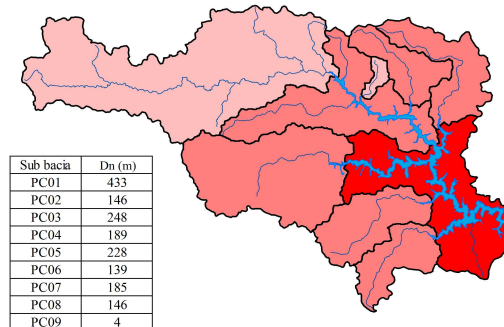 Sub bacia Dn (m)
PC01 433
PC02 146
PC03 248
PC04 189
PC05 228
PC06 139
PC07 185
PC08 146
PC09 4